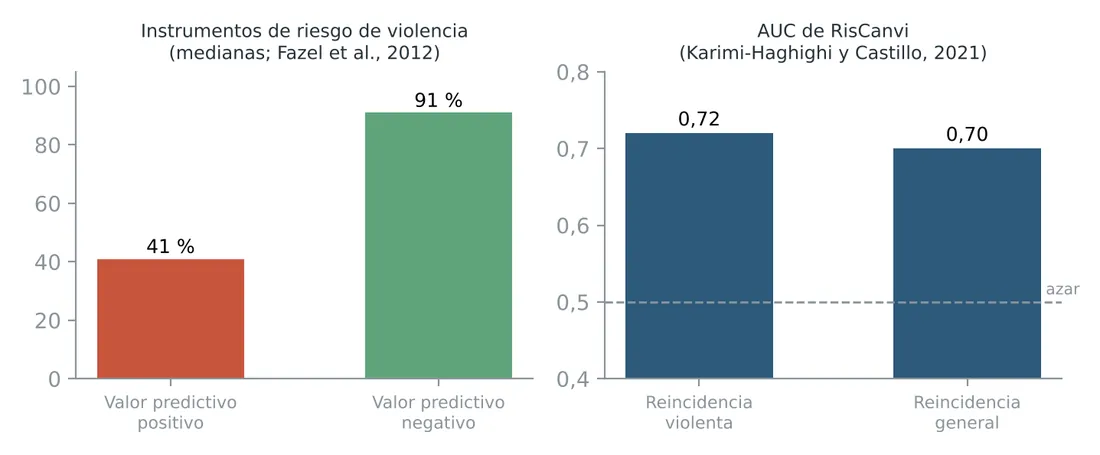 Instrumentos de riesgo de violencia
(medianas; Fazel et al., 2012)
100
80
60
40
20
0
41 %
91 %
Valor predictivo
positivo
Valor predictivo
negativo
AUC de RisCanvi
(Karimi-Haghighi y Castillo, 2021)
0,8
0,7
0,6
0,5
0,4
0,72
0,70
azar
Reincidencia
violenta
Reincidencia
general